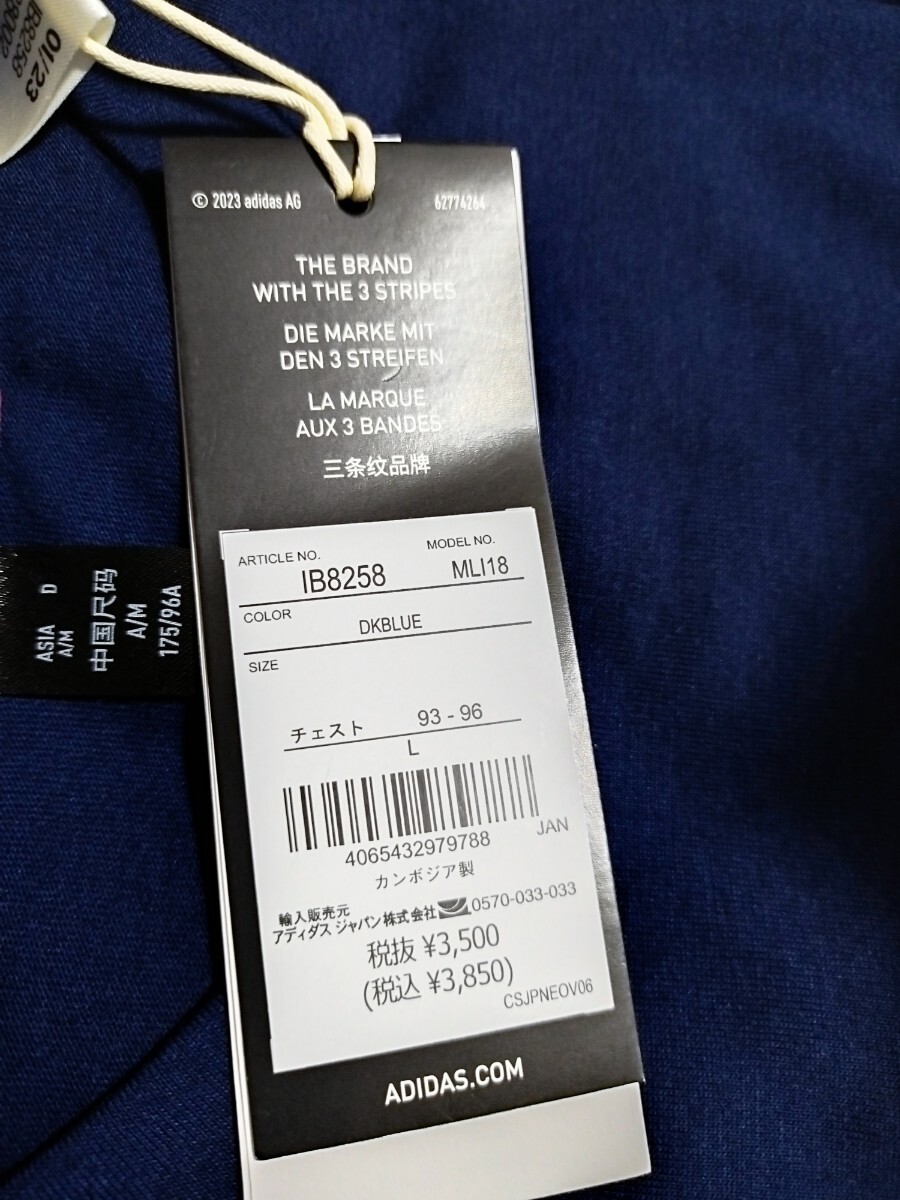 01/23
IB8258
© 2023 adidas AG 62774264
THE BRAND
WITH THE 3 STRIPES
DIE MARKE MIT
DEN 3 STREIFEN
LA MARQUE
AUX 3 BANDES
三条纹品牌
ARTICLE NO. MODEL NO.
IB8258 MLI18
COLOR
DKBLUE
SIZE
チェスト 93 - 96
L
4065432979788 JAN
カンボジア製
輸入販売元
アディダス ジャパン株式会社 0570-033-033
税抜 ¥3,500
(税込 ¥3,850)
CSJPNEOV06
ADIDAS.COM
ASIA D
A/M
中国尺码
A/M
175/96A